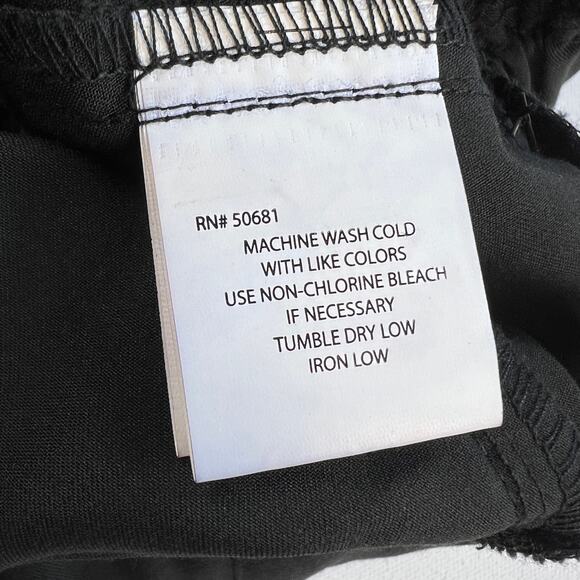 RN# 50681
MACHINE WASH COLD
WITH LIKE COLORS
USE NON-CHLORINE BLEACH
IF NECESSARY
TUMBLE DRY LOW
IRON LOW